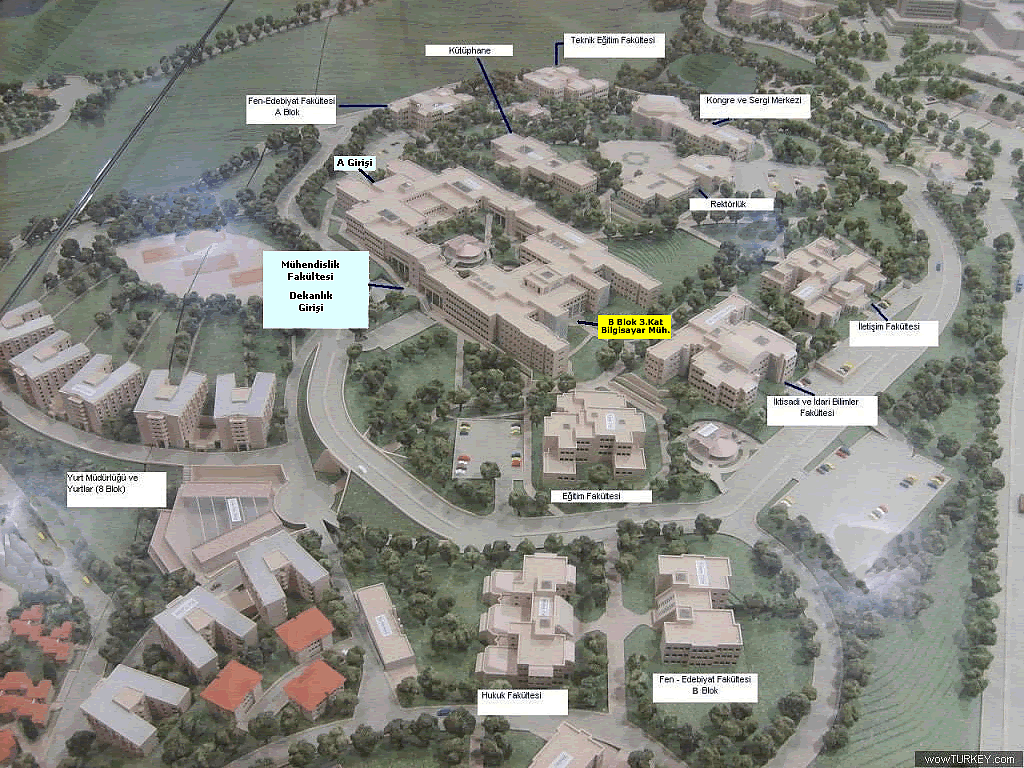 Teknik Eğitim Fakültesi
Kütüphane
Fen-Edebiyat Fakültesi
A Blok
Kongre ve Sergi Merkezi
A Girişi
Rektörlük
Mühendislik
Fakültesi
Dekanlık
Girişi
B Blok 3.Kat
Bilgisayar Müh.
İletişim Fakültesi
İktisadi ve İdari Bilimler
Fakültesi
Yurt Müdürlüğü ve
Yurtlar (8 Blok)
Eğitim Fakültesi
Fen - Edebiyat Fakültesi
B Blok
Hukuk Fakültesi
wowTURKEY.com